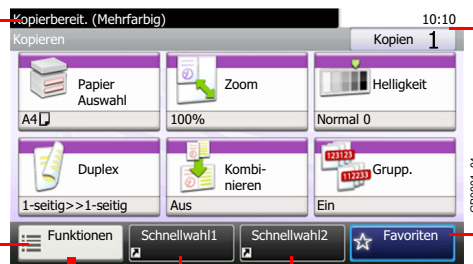 Kopierbereit. (Mehrfarbig)
10:10
Kopieren
Kopien 1
Papier
Auswahl
A4
Zoom
100%
Helligkeit
Normal 0
Duplex
1-seitig>>1-seitig
Kombi-
nieren
Aus
123123
112233
Grupp.
Ein
Funktionen
Schnellwahl1
Schnellwahl2
Favoriten